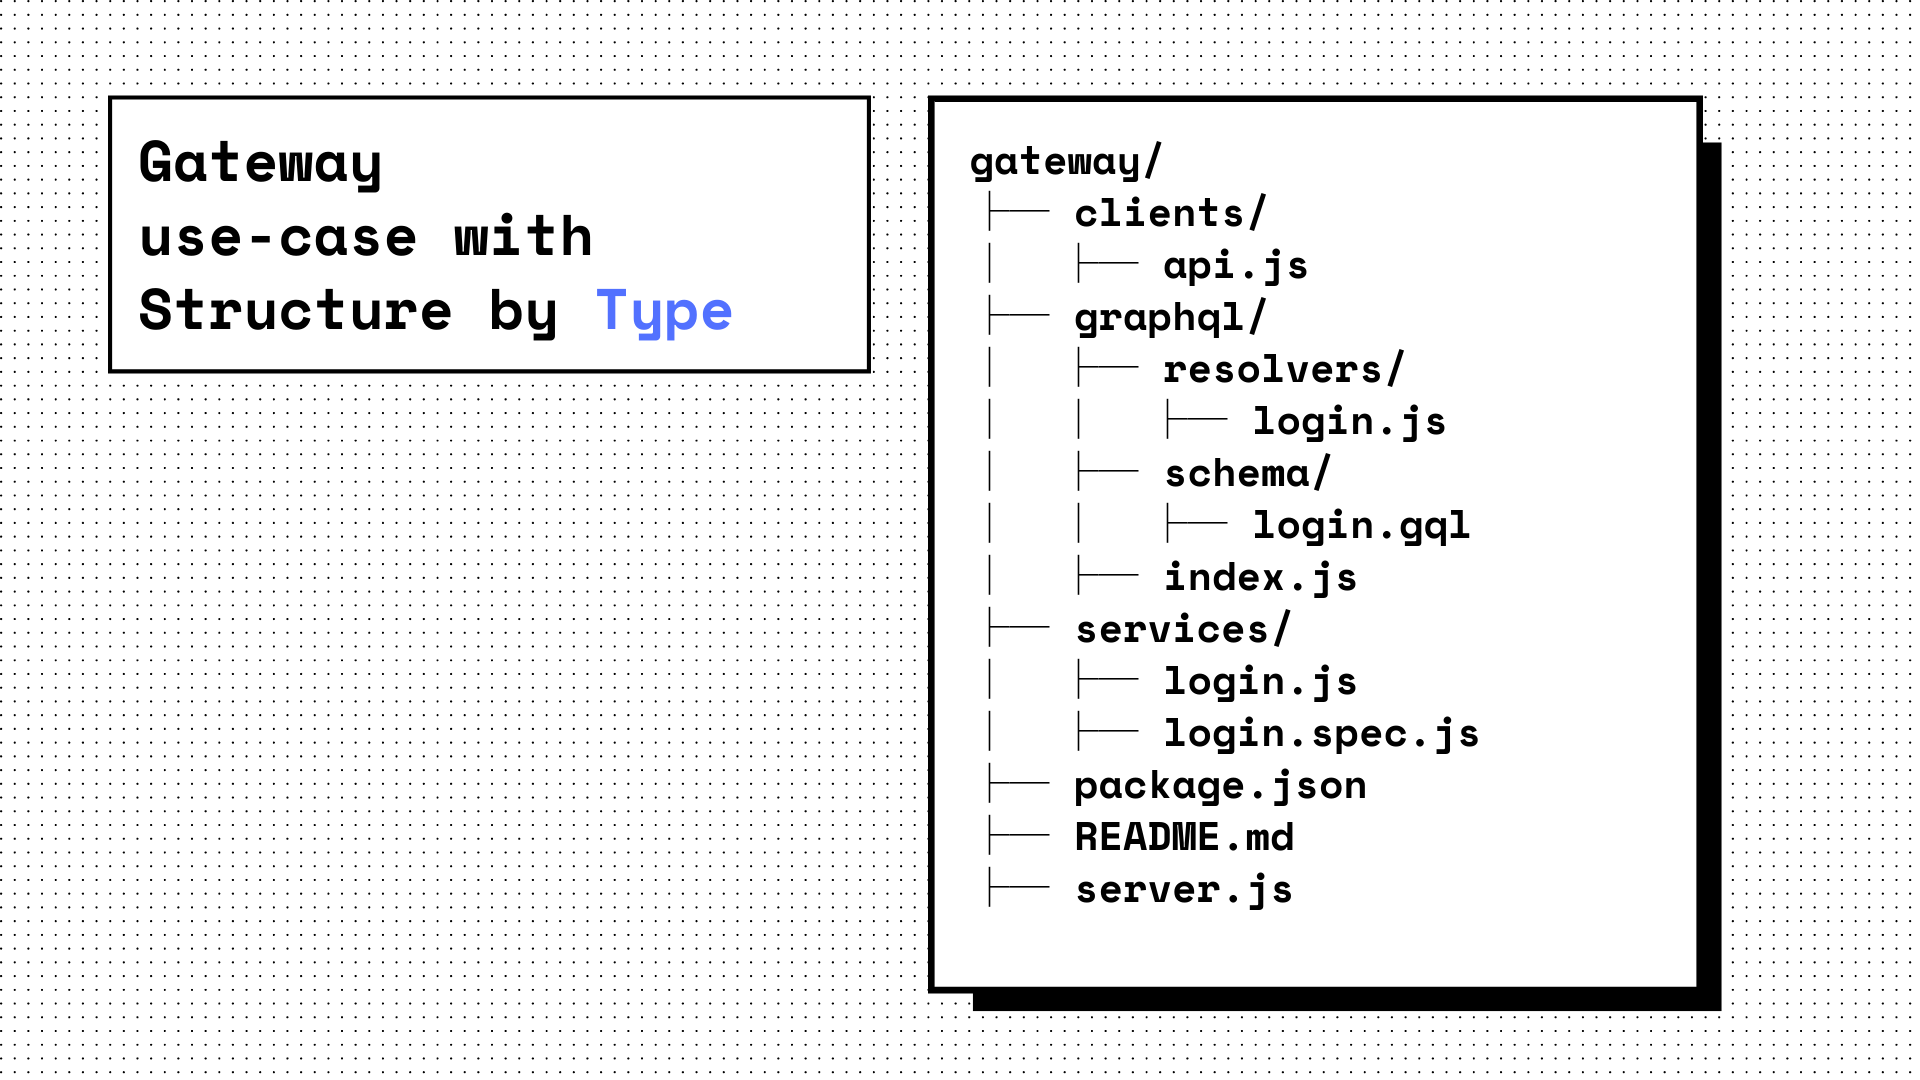 Gateway
use-case with
Structure by Type
gateway/
├── clients/
│   ├── api.js
├── graphql/
│   ├── resolvers/
│   │   ├── login.js
│   ├── schema/
│   │   ├── login.gql
│   ├── index.js
├── services/
│   ├── login.js
│   ├── login.spec.js
├── package.json
├── README.md
├── server.js